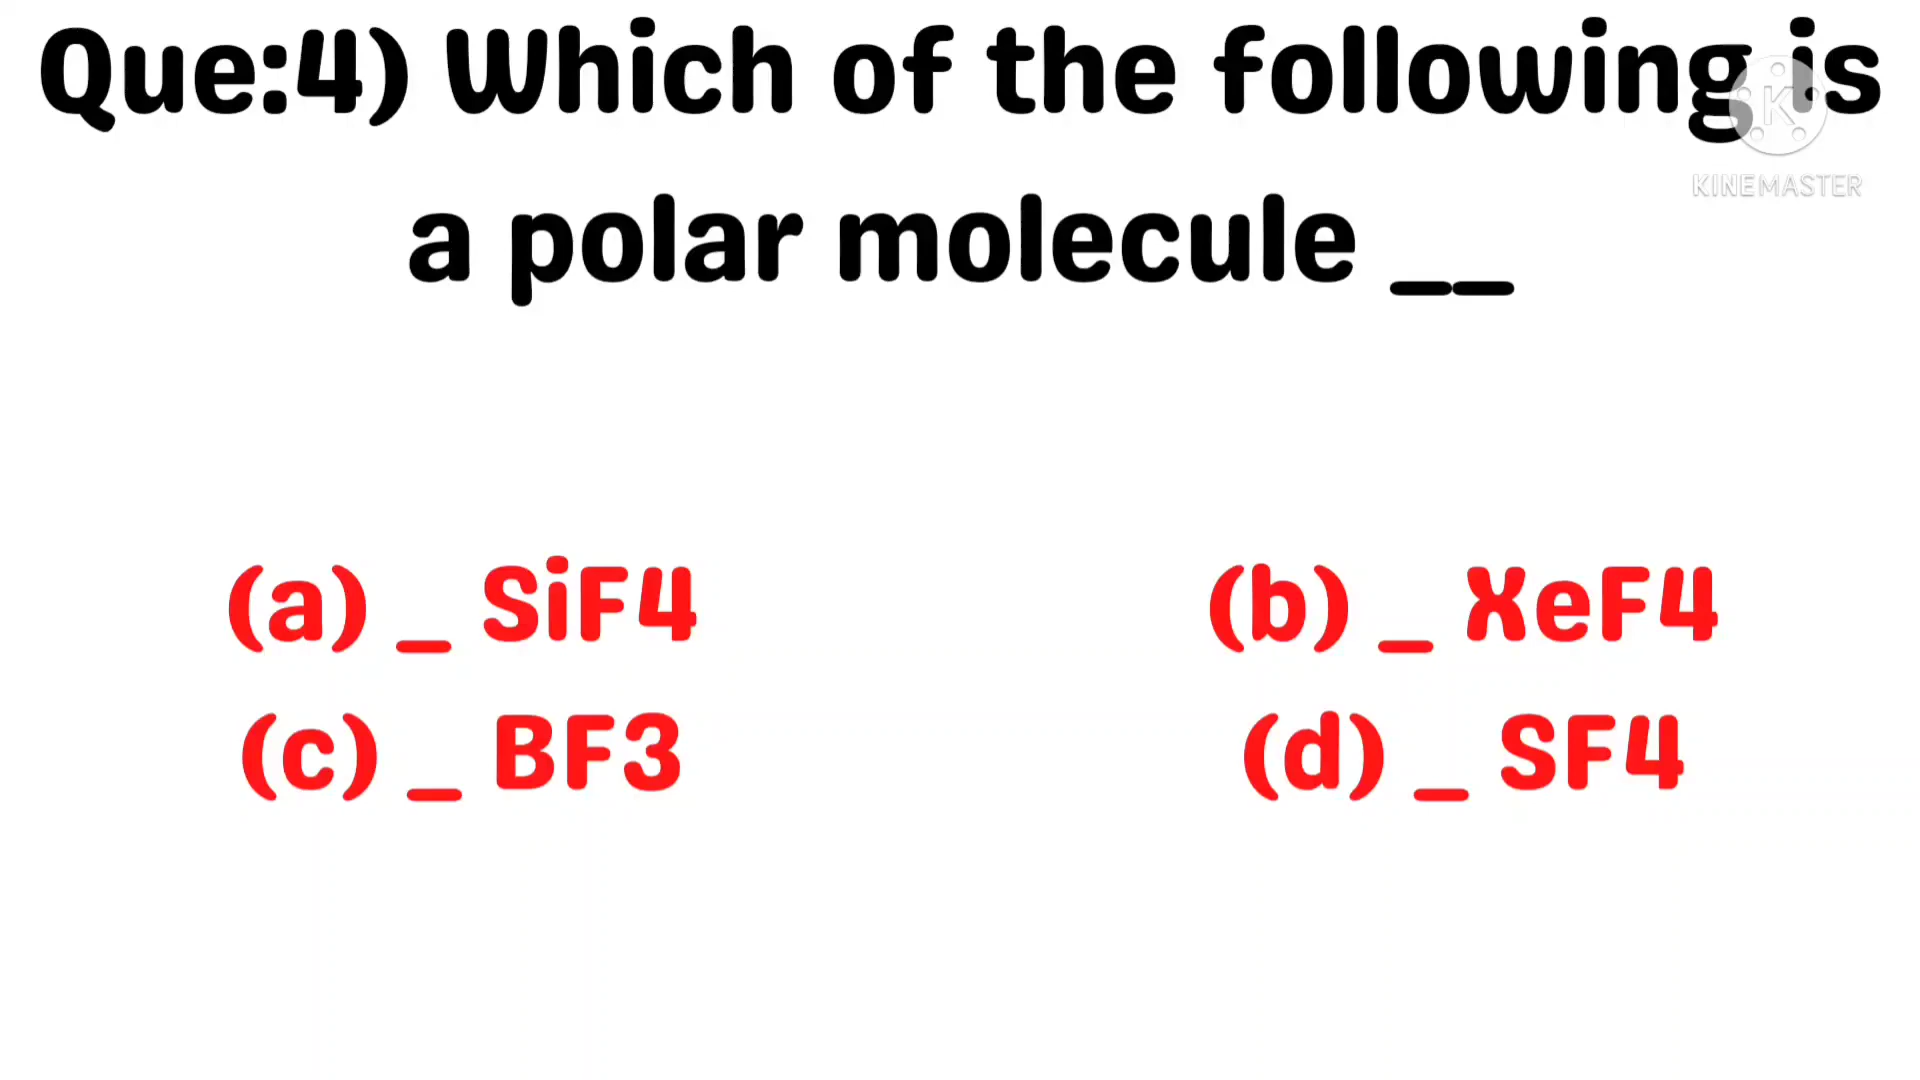 Que:4) Which of the following is
KINEMASTER
a polar molecule __
(a) _ SiF4
(b) _ XeF4
(c) _ BF3
(d) _ SF4